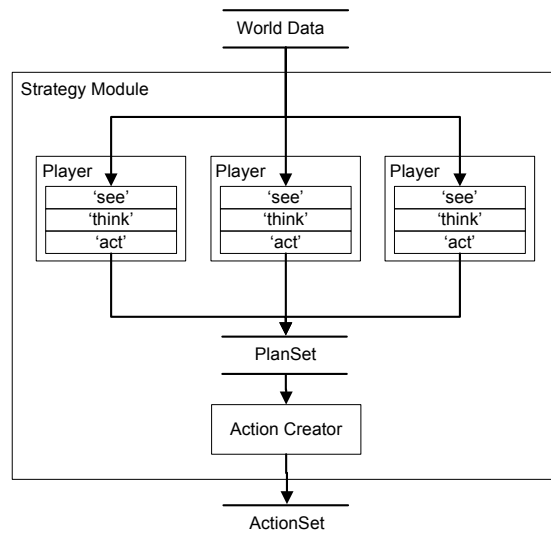 World Data
Strategy Module
Player
‘see’
‘think’
‘act’
Player
‘see’
‘think’
‘act’
Player
‘see’
‘think’
‘act’
PlanSet
Action Creator
ActionSet